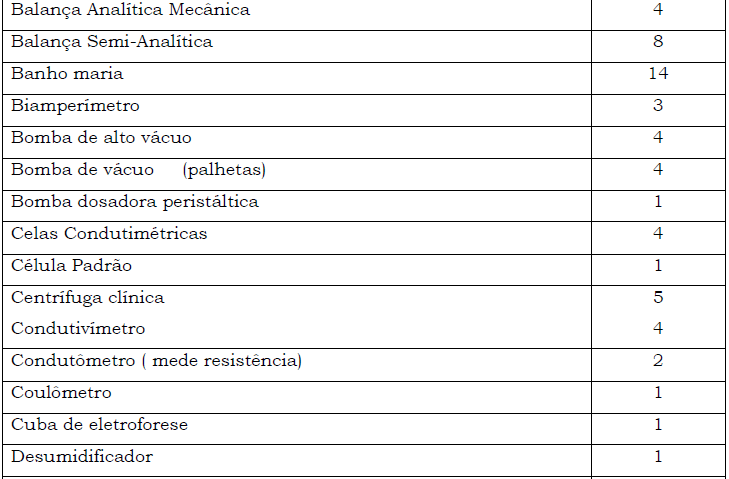 Balança Analítica Mecânica 4
Balança Semi-Analítica 8
Banho maria 14
Biamperímetro 3
Bomba de alto vácuo 4
Bomba de vácuo (palhetas) 4
Bomba dosadora peristáltica 1
Celas Condutimétricas 4
Célula Padrão 1
Centrífuga clínica 5
Condutivímetro 4
Condutômetro ( mede resistência) 2
Coulômetro 1
Cuba de eletroforese 1
Desumidificador 1